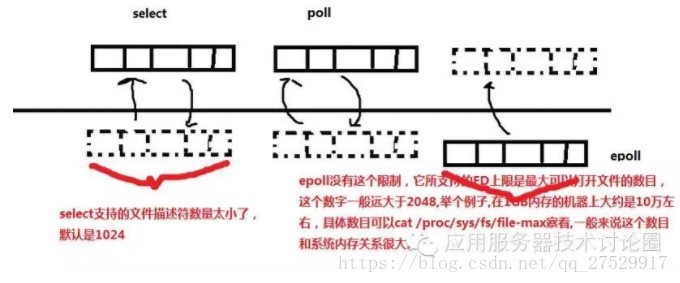 select
poll
epoll
select支持的文件描述符数量太小了，
默认是1024
epoll没有这个限制，它所支持的FD上限是最大可以打开文件的数目，
这个数字一般远大于2048,举个例子,在1GB内存的机器上大约是10万左
右，具体数目可以cat /proc/sys/fs/file-max察看,一般来说这个数目
和系统内存关系很大。
应用服务器技术讨论圈
https://blog.csdn.net/qq_27529917